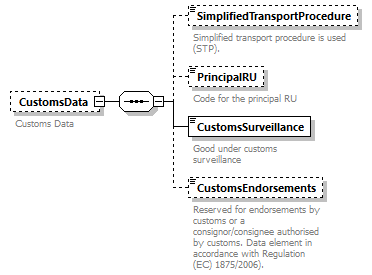 SimplifiedTransportProcedure
Simplified transport procedure is used
(STP).
PrincipalRU
Code for the principal RU
CustomsData
Customs Data
CustomsSurveillance
Good under customs
surveillance
CustomsEndorsements
Reserved for endorsements by
customs or a
consignor/consignee authorised
by customs. Data element in
accordance with Regulation
(EC) 1875/2006).